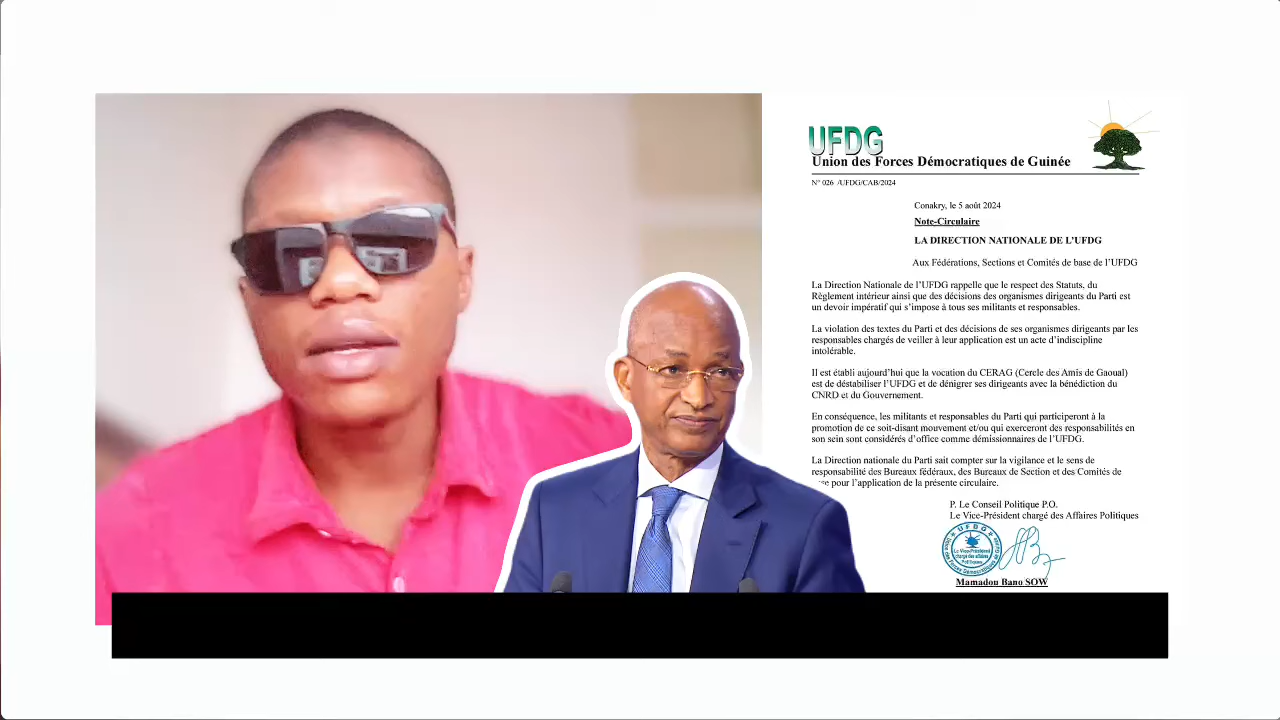 UFDG
Union des Forces Démocratiques de Guinée
N° 026 /UFDG/CAB/2024
Conakry, le 5 août 2024
Note-Circulaire
LA DIRECTION NATIONALE DE L'UFDG
Aux Fédérations, Sections et Comités de base de l'UFDG
La Direction Nationale de l'UFDG rappelle que le respect des Statuts, du
Règlement intérieur ainsi que des décisions des organismes dirigeants du Parti est
un devoir impératif qui s'impose à tous ses militants et responsables.
La violation des textes du Parti et des décisions de ses organismes dirigeants par les
responsables chargés de veiller à leur application est un acte d'indiscipline
intolérable.
Il est établi aujourd'hui que la vocation du CERAG (Cercle des Amis de Gaoual)
est de déstabiliser l'UFDG et de dénigrer ses dirigeants avec la bénédiction du
CNRD et du Gouvernement.
En conséquence, les militants et responsables du Parti qui participeront à la
promotion de ce soit-disant mouvement et/ou qui exerceront des responsabilités en
son sein sont considérés d'office comme démissionnaires de l'UFDG.
La Direction nationale du Parti sait compter sur la vigilance et le sens de
responsabilité des Bureaux fédéraux, des Bureaux de Section et des Comités de
pour l'application de la présente circulaire.
P. Le Conseil Politique P.O.
Le Vice-Président chargé des Affaires Politiques
UFDG
Le Vice-Président
chargé des affaires
Politiques
Mamadou Bano SOW